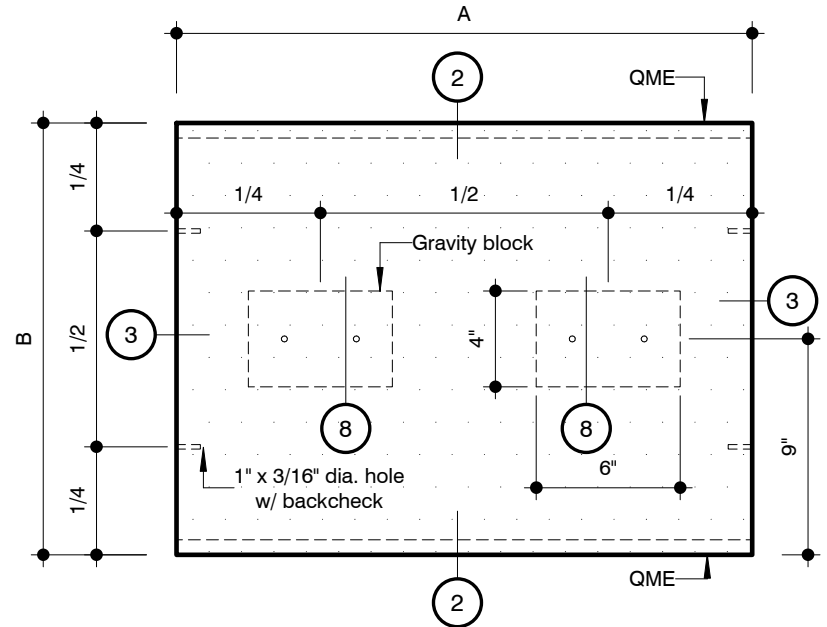 A
2
QME
1/4
1/4
1/2
1/4
Gravity block
3
3
B
1/2
4"
8
8
9"
6"
1" x 3/16" dia. hole
w/ backcheck
1/4
QME
2